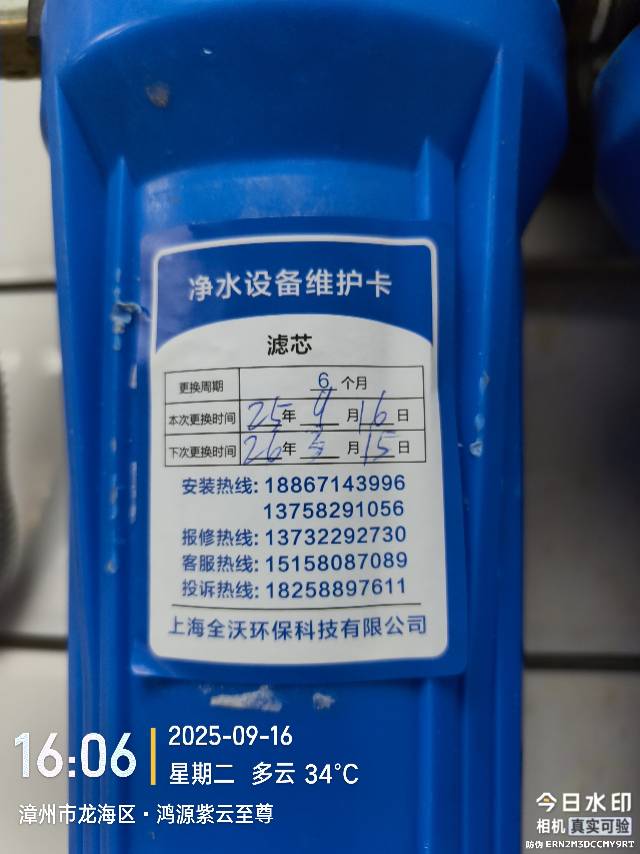 净水设备维护卡
滤芯
更换周期 6 个月
本次更换时间 25年 9 月 16 日
下次更换时间 26年 3 月 15 日
安装热线: 18867143996
13758291056
报修热线: 13732292730
客服热线: 15158087089
投诉热线: 18258897611
上海全沃环保科技有限公司
16:06
2025-09-16
星期二 多云 34℃
漳州市龙海区·鸿源紫云至尊
今日水印
相机 真实可验
防伪 ERN2M3DCCMY9RT